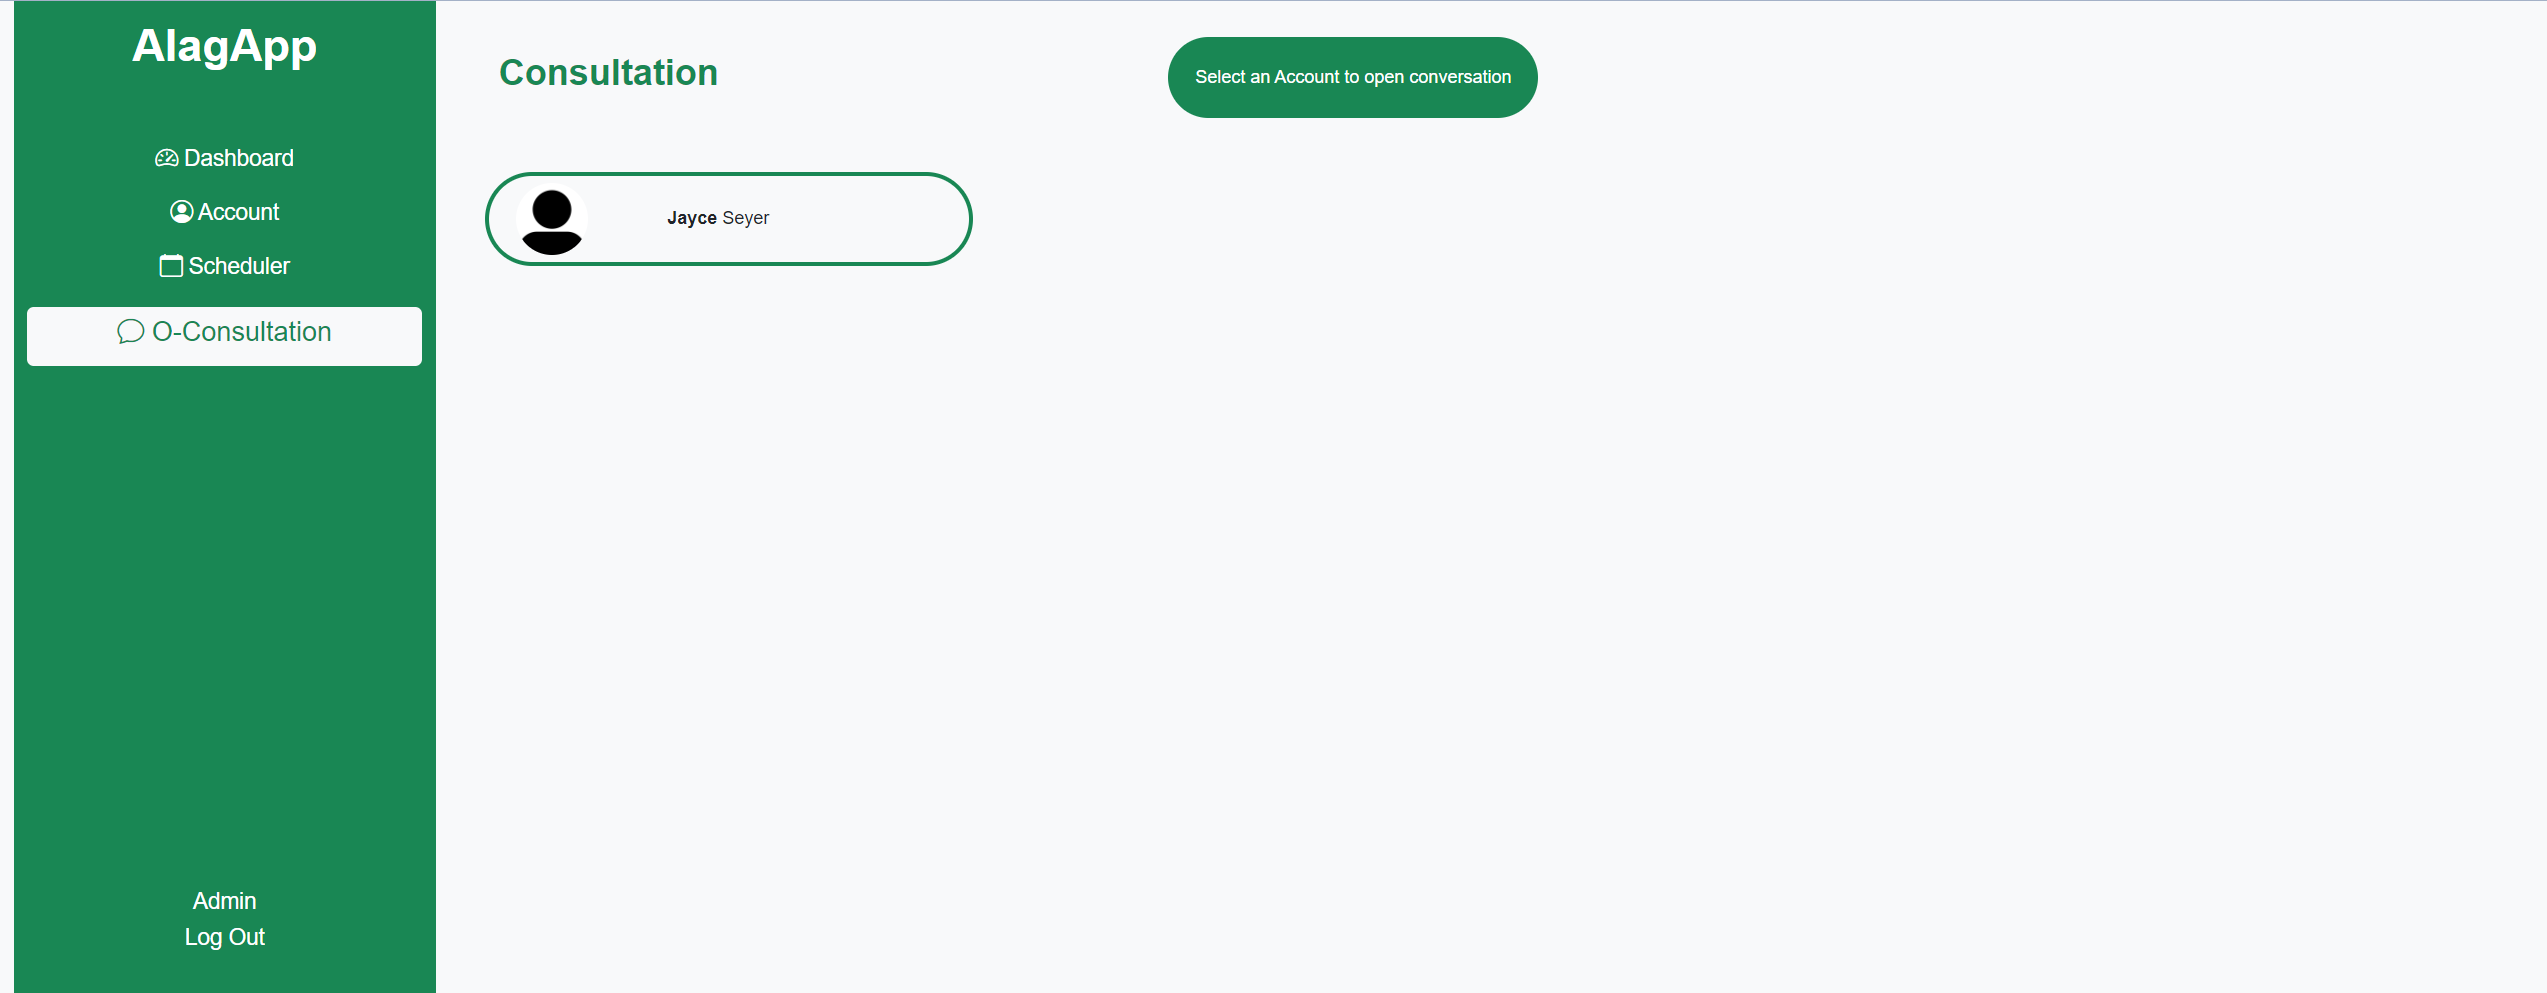 AlagApp
Dashboard
Account
Scheduler
O-Consultation
Admin
Log Out
Consultation
Select an Account to open conversation
Jayce Seyer